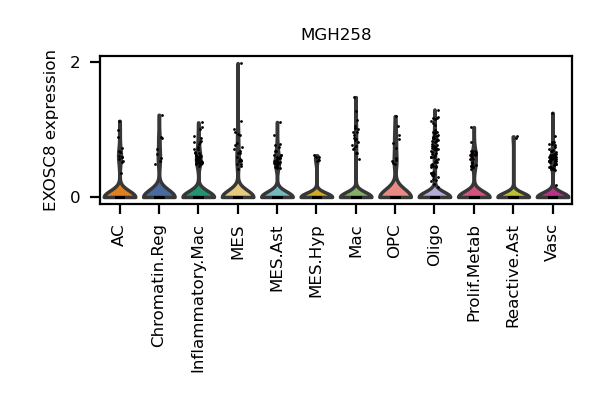 MGH258
EXOSC8 expression
2
0
AC
Chromatin.Reg
Inflammatory.Mac
MES
MES.Ast
MES.Hyp
Mac
OPC
Oligo
Prolif.Metab
Reactive.Ast
Vasc